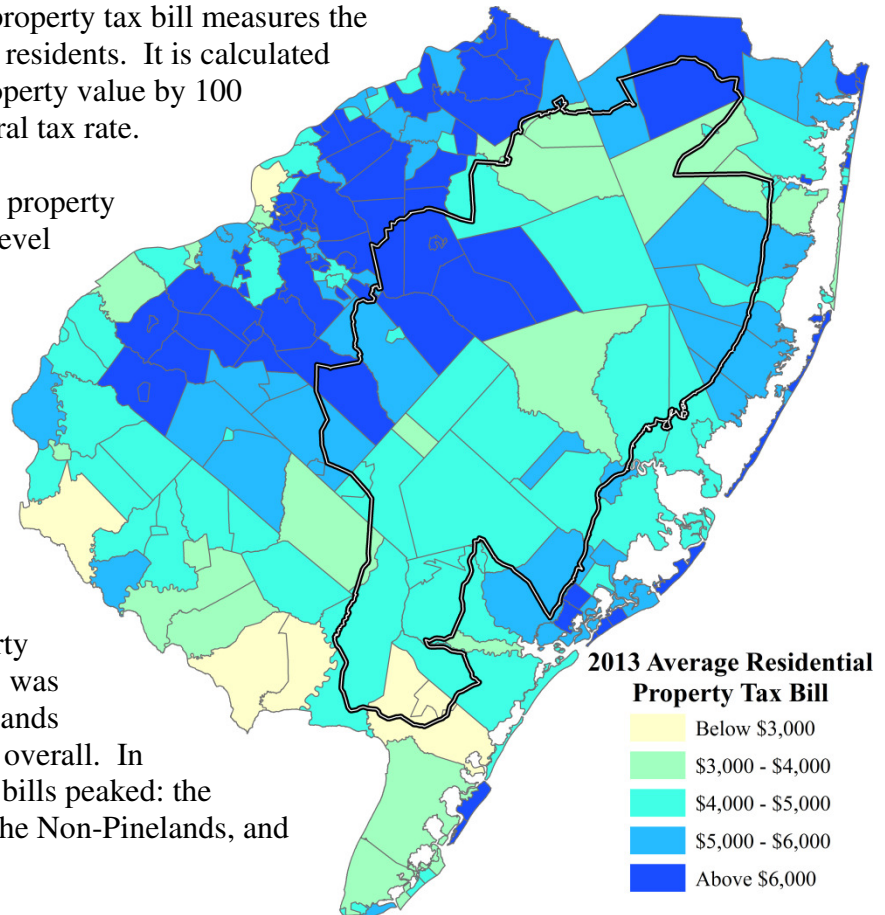 property tax bill measures the
residents. It is calculated
operty value by 100
ral tax rate.
property
evel
rty
was
ands
overall. In
bills peaked: the
he Non-Pinelands, and
2013 Average Residential
Property Tax Bill
Below $3,000
$3,000 - $4,000
$4,000 - $5,000
$5,000 - $6,000
Above $6,000